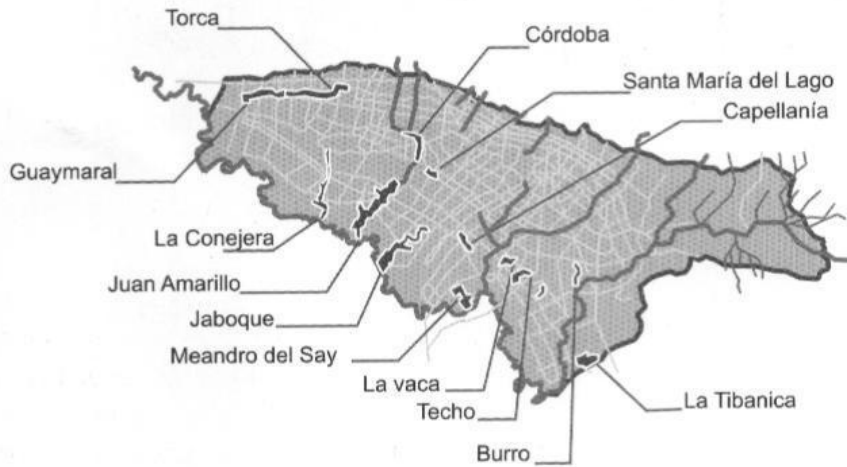 Torca
Córdoba
Santa María del Lago
Capellanía
Guaymaral
La Conejera
Juan Amarillo
Jaboque
Meandro del Say
La vaca
Techo
La Tibanica
Burro